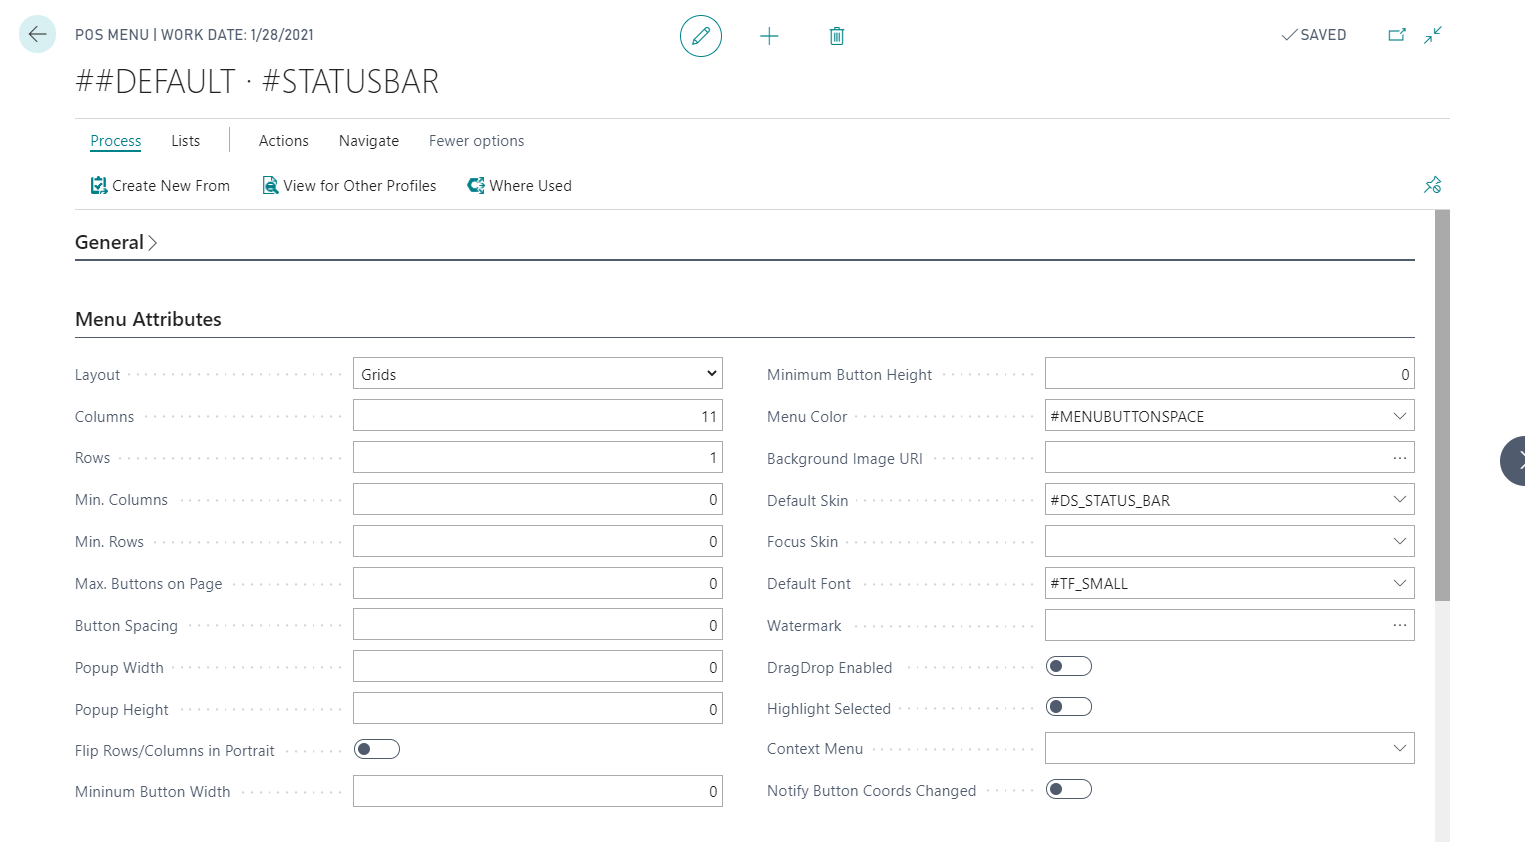 POS MENU | WORK DATE: 1/28/2021
SAVED
##DEFAULT · #STATUSBAR
Process Lists Actions Navigate Fewer options
Create New From View for Other Profiles Where Used
General
Menu Attributes
Layout Grids
Columns 11
Rows 1
Min. Columns 0
Min. Rows 0
Max. Buttons on Page 0
Button Spacing 0
Popup Width 0
Popup Height 0
Flip Rows/Columns in Portrait
Mininum Button Width 0
Minimum Button Height 0
Menu Color #MENUBUTTONSPACE
Background Image URI
Default Skin #DS_STATUS_BAR
Focus Skin
Default Font #TF_SMALL
Watermark
DragDrop Enabled
Highlight Selected
Context Menu
Notify Button Coords Changed